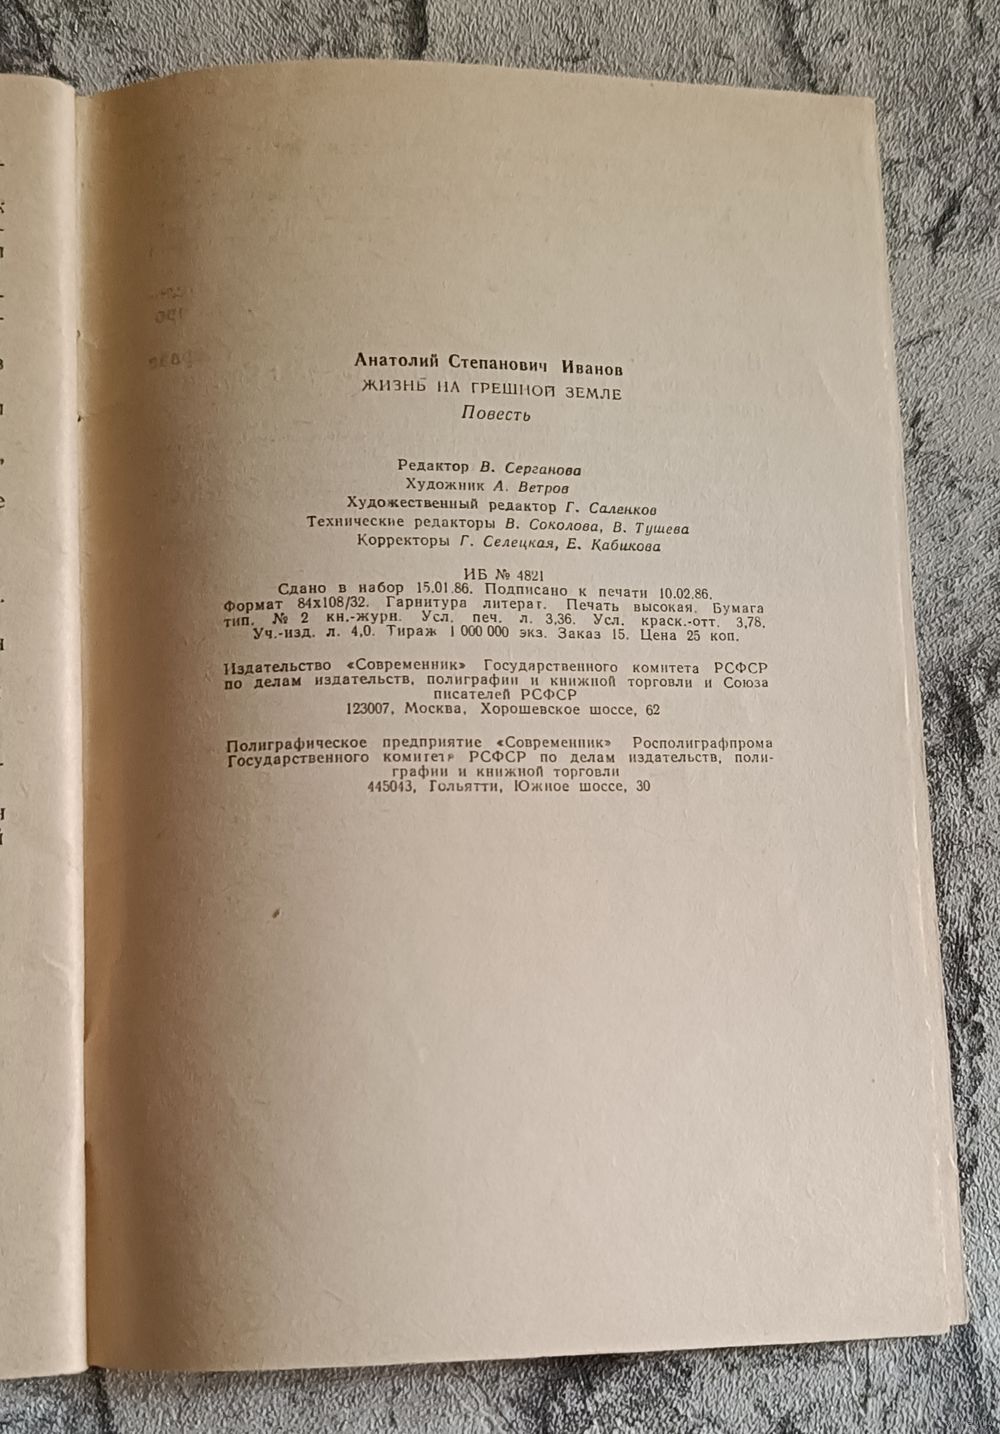 Анатолий Степанович Иванов
ЖИЗНЬ НА ГРЕШНОЙ ЗЕМЛЕ
Повесть
Редактор В. Серганова
Художник А. Ветров
Художественный редактор Г. Саленков
Технические редакторы В. Соколова, В. Тушева
Корректоры Г. Селецкая, Е. Кабикова
ИБ № 4821
Сдано в набор 15.01.86. Подписано к печати 10.02.86.
Формат 84х108/32. Гарнитура литерат. Печать высокая. Бумага
тип. № 2 кн.-журн. Усл. печ. л. 3,36. Усл. краск.-отт. 3,78.
Уч.-изд. л. 4,0. Тираж 1 000 000 экз. Заказ 15. Цена 25 коп.
Издательство «Современник» Государственного комитета РСФСР
по делам издательств, полиграфии и книжной торговли и Союза
писателей РСФСР
123007, Москва, Хорошевское шоссе, 62
Полиграфическое предприятие «Современник» Росполиграфпрома
Государственного комитета РСФСР по делам издательств, поли-
графии и книжной торговли
445043, Тольятти, Южное шоссе, 30